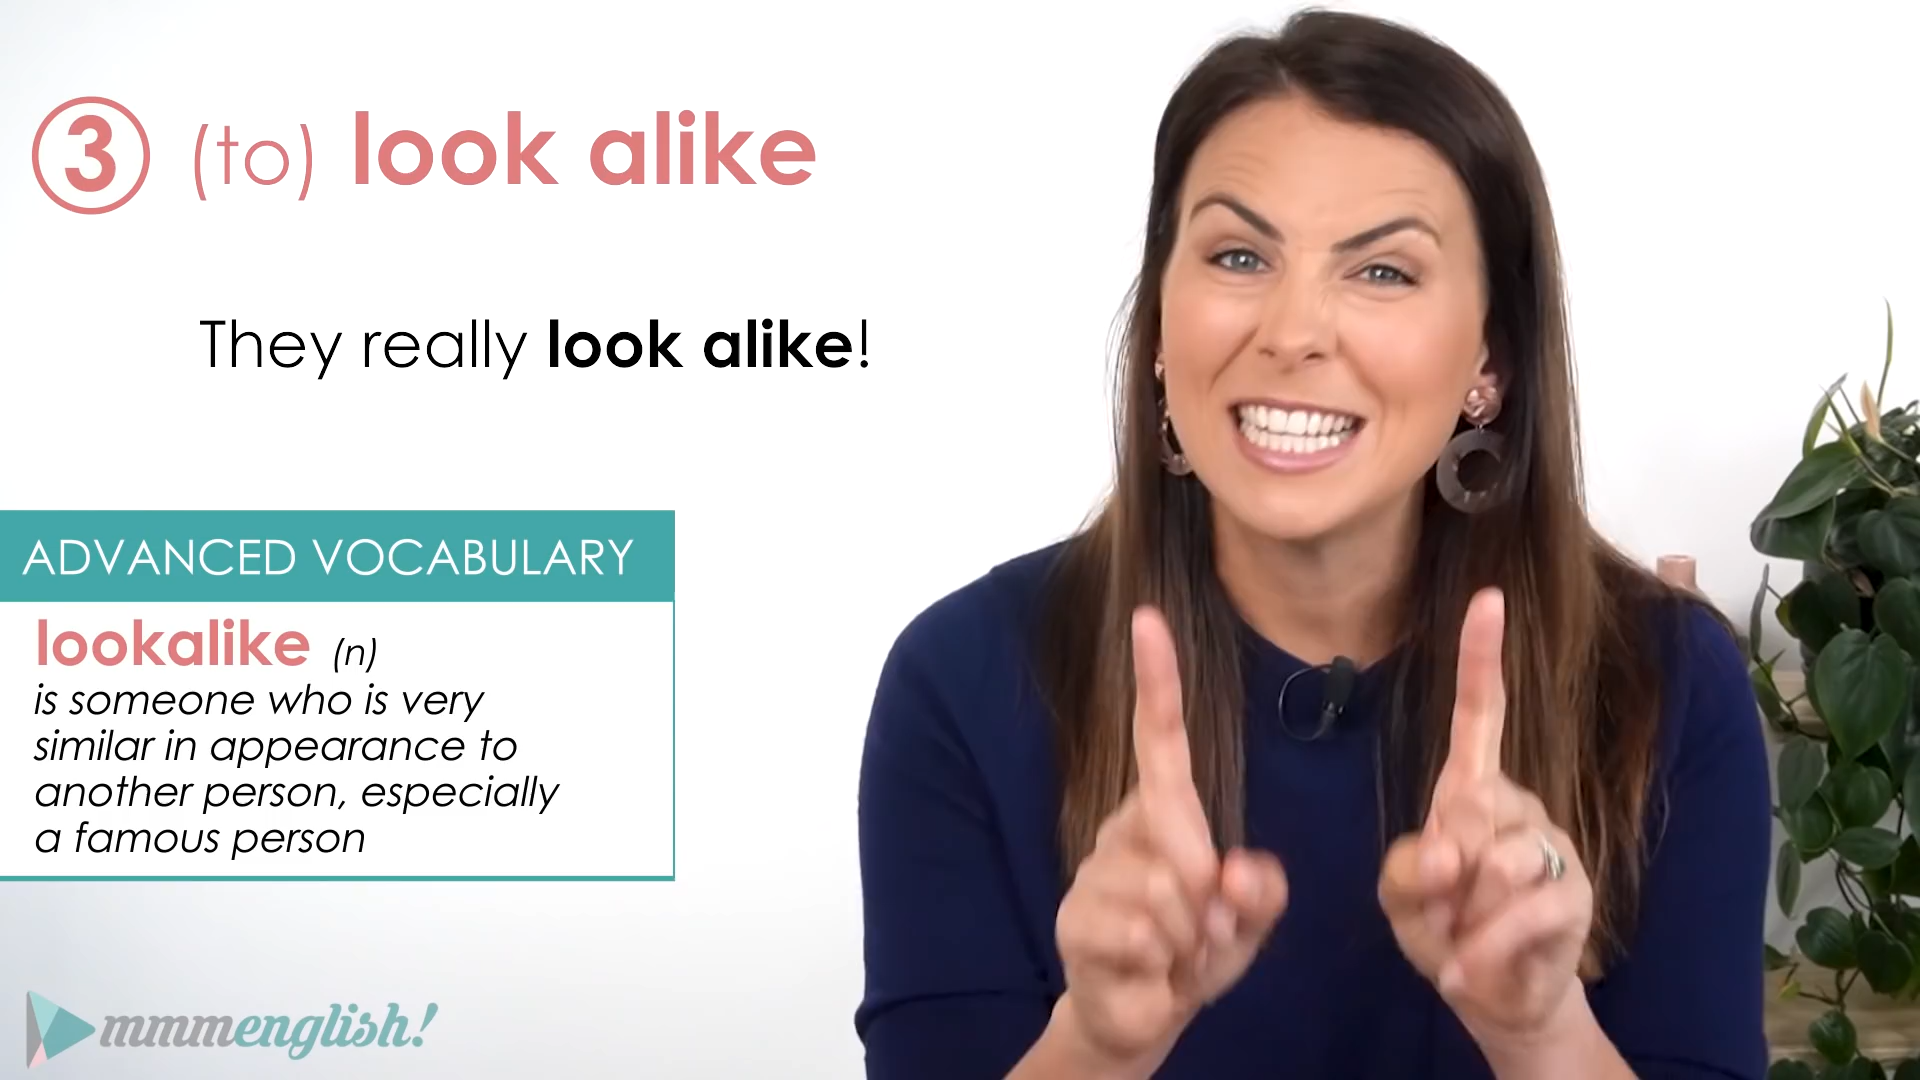 3 (to) look alike
They really look alike!
ADVANCED VOCABULARY
lookalike (n)
is someone who is very
similar in appearance to
another person, especially
a famous person
mmmenglish!